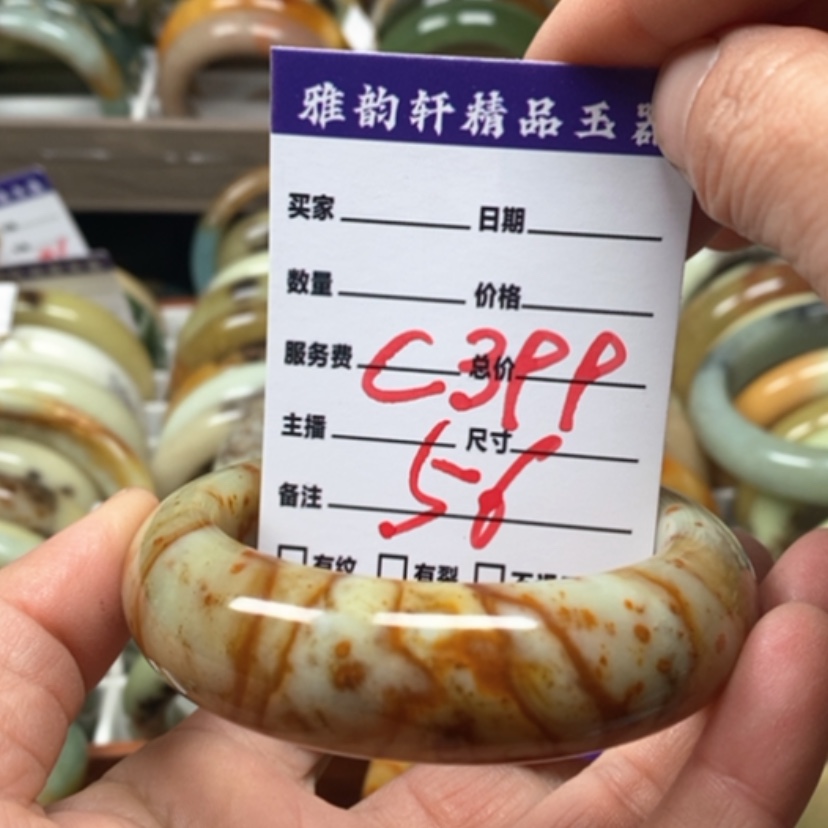 雅韵轩精品玉器
买家 日期
数量 价格
服务费 总价
C399
主播 尺寸
56
备注
有纹 有裂